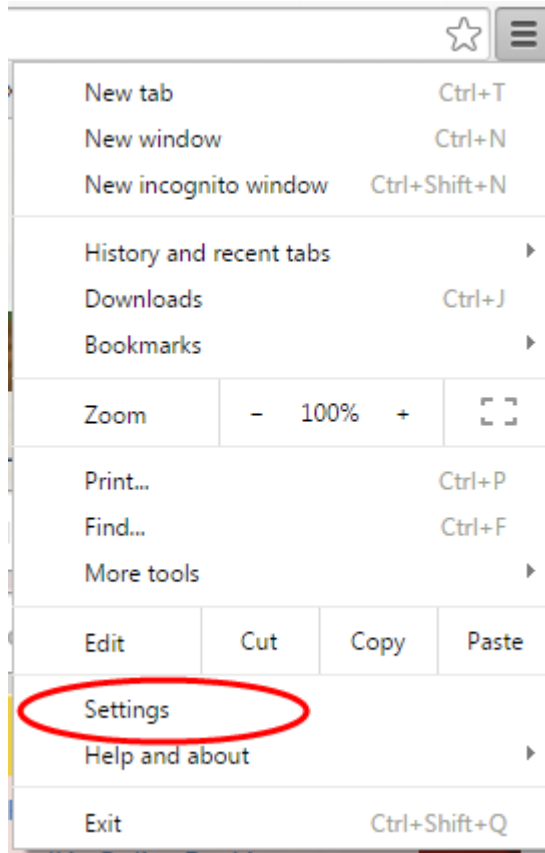 New tab Ctrl+T
New window Ctrl+N
New incognito window Ctrl+Shift+N
History and recent tabs
Downloads Ctrl+J
Bookmarks
Zoom − 100% +
Print... Ctrl+P
Find... Ctrl+F
More tools
Edit Cut Copy Paste
Settings
Help and about
Exit Ctrl+Shift+Q